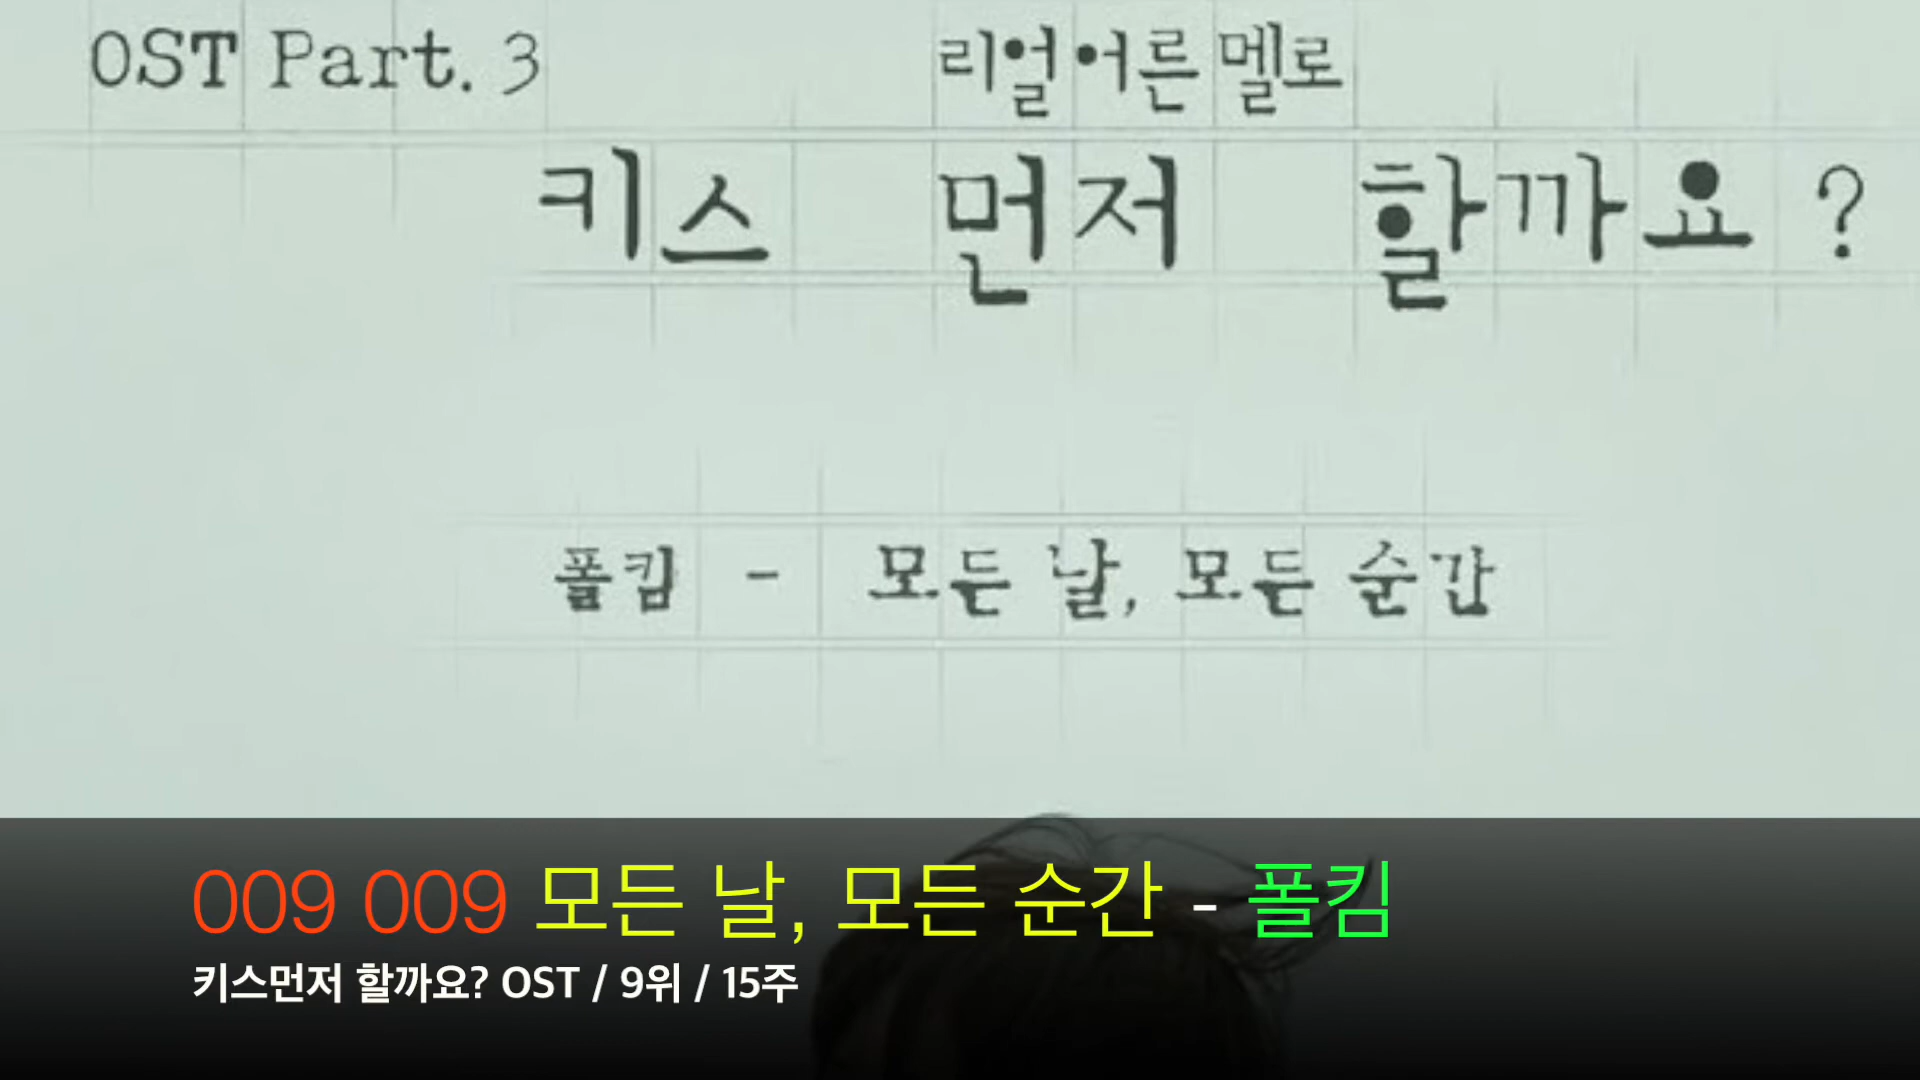 OST Part. 3 리얼 어른 멜로
키스 먼저 할까요 ?
폴킴 - 모든 날, 모든 순간
009 009 모든 날, 모든 순간 - 폴킴
키스먼저 할까요? OST / 9위 / 15주